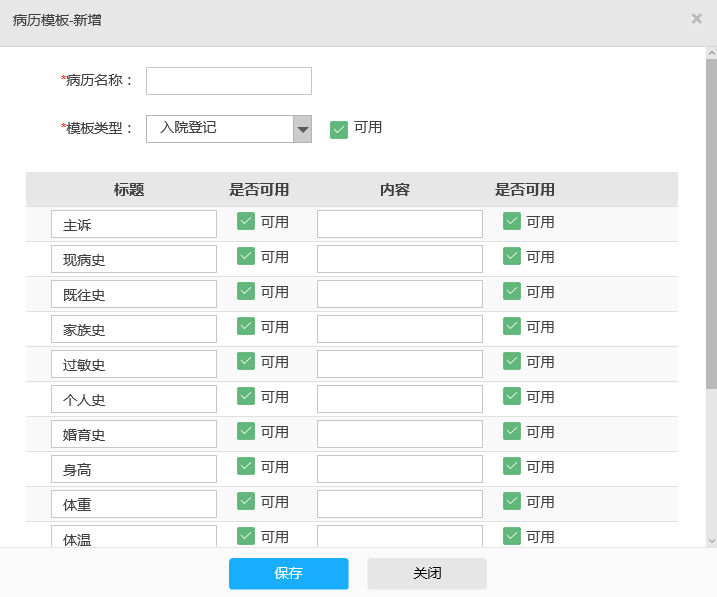 病历模板-新增
*病历名称：
*模板类型： 入院登记 可用
标题 是否可用 内容 是否可用
主诉 可用 可用
现病史 可用 可用
既往史 可用 可用
家族史 可用 可用
过敏史 可用 可用
个人史 可用 可用
婚育史 可用 可用
身高 可用 可用
体重 可用 可用
体温 可用 可用
保存 关闭